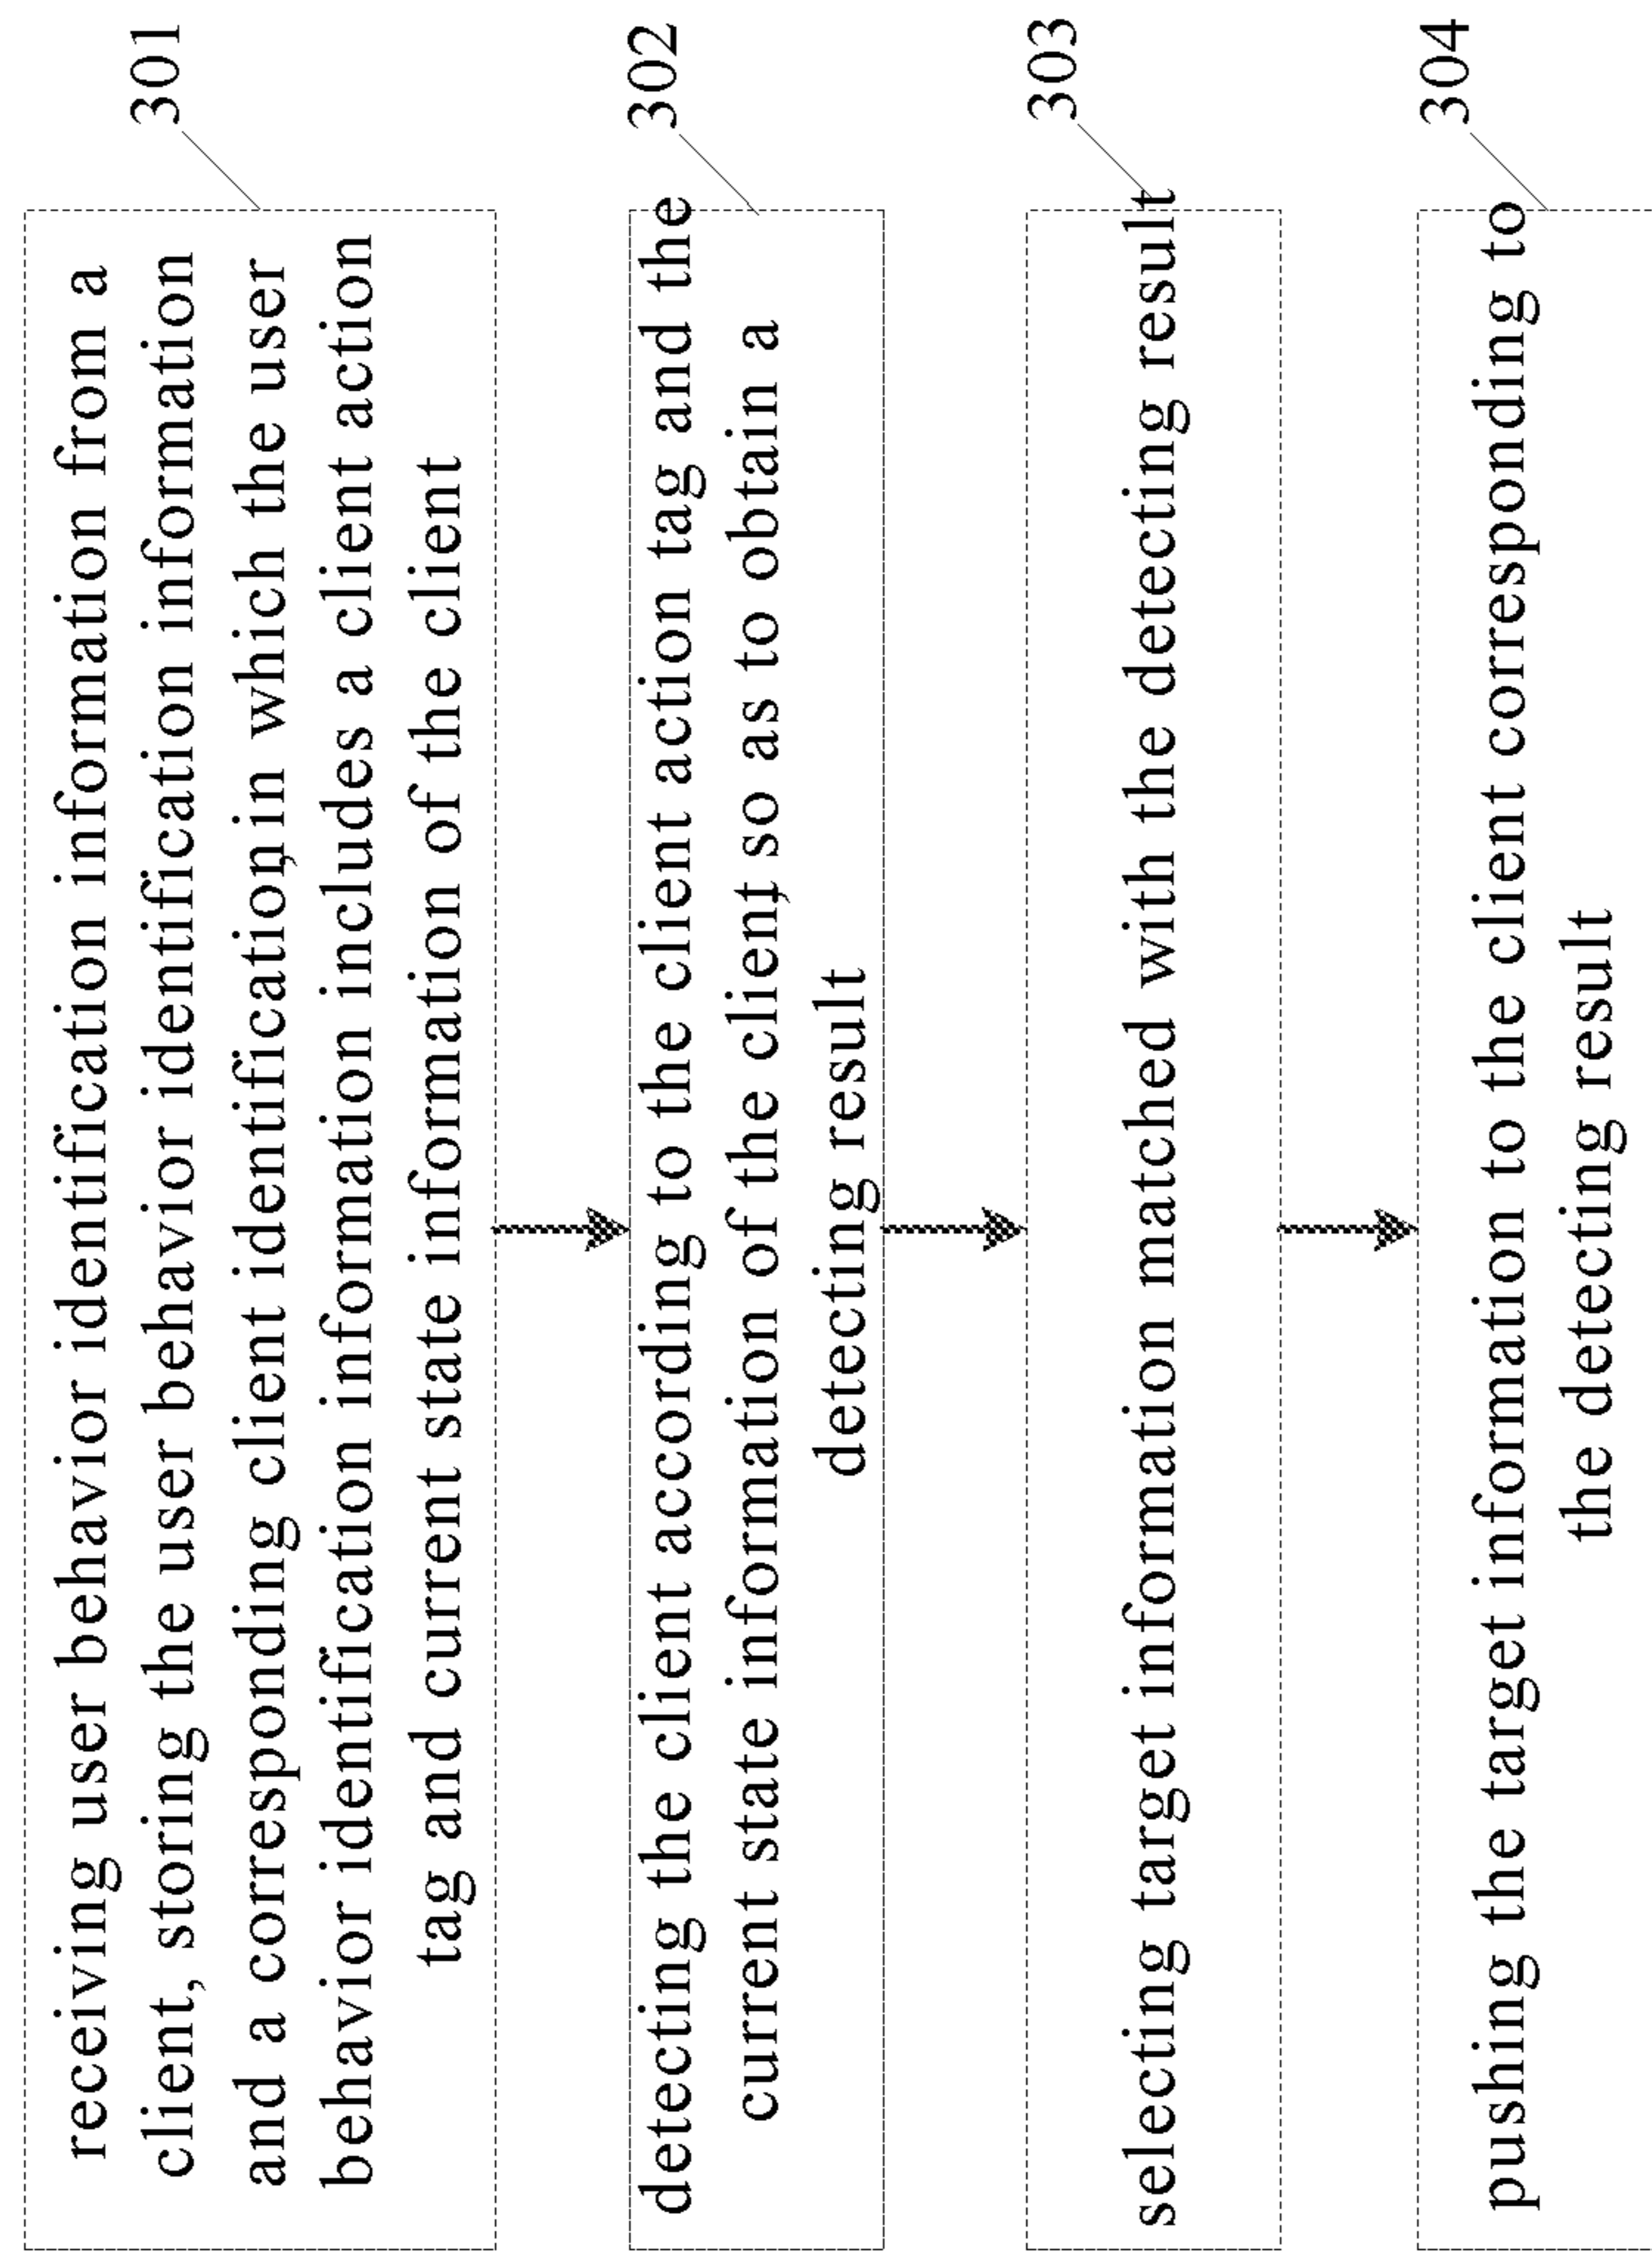 301
receiving user behavior identification information from a
client, storing the user behavior identification information
and a corresponding client identification, in which the user
behavior identification information includes a client action
tag and current state information of the client
302
detecting the client according to the client action tag and the
current state information of the client, so as to obtain a
detecting result
303
selecting target information matched with the detecting result
304
pushing the target information to the client corresponding to
the detecting result